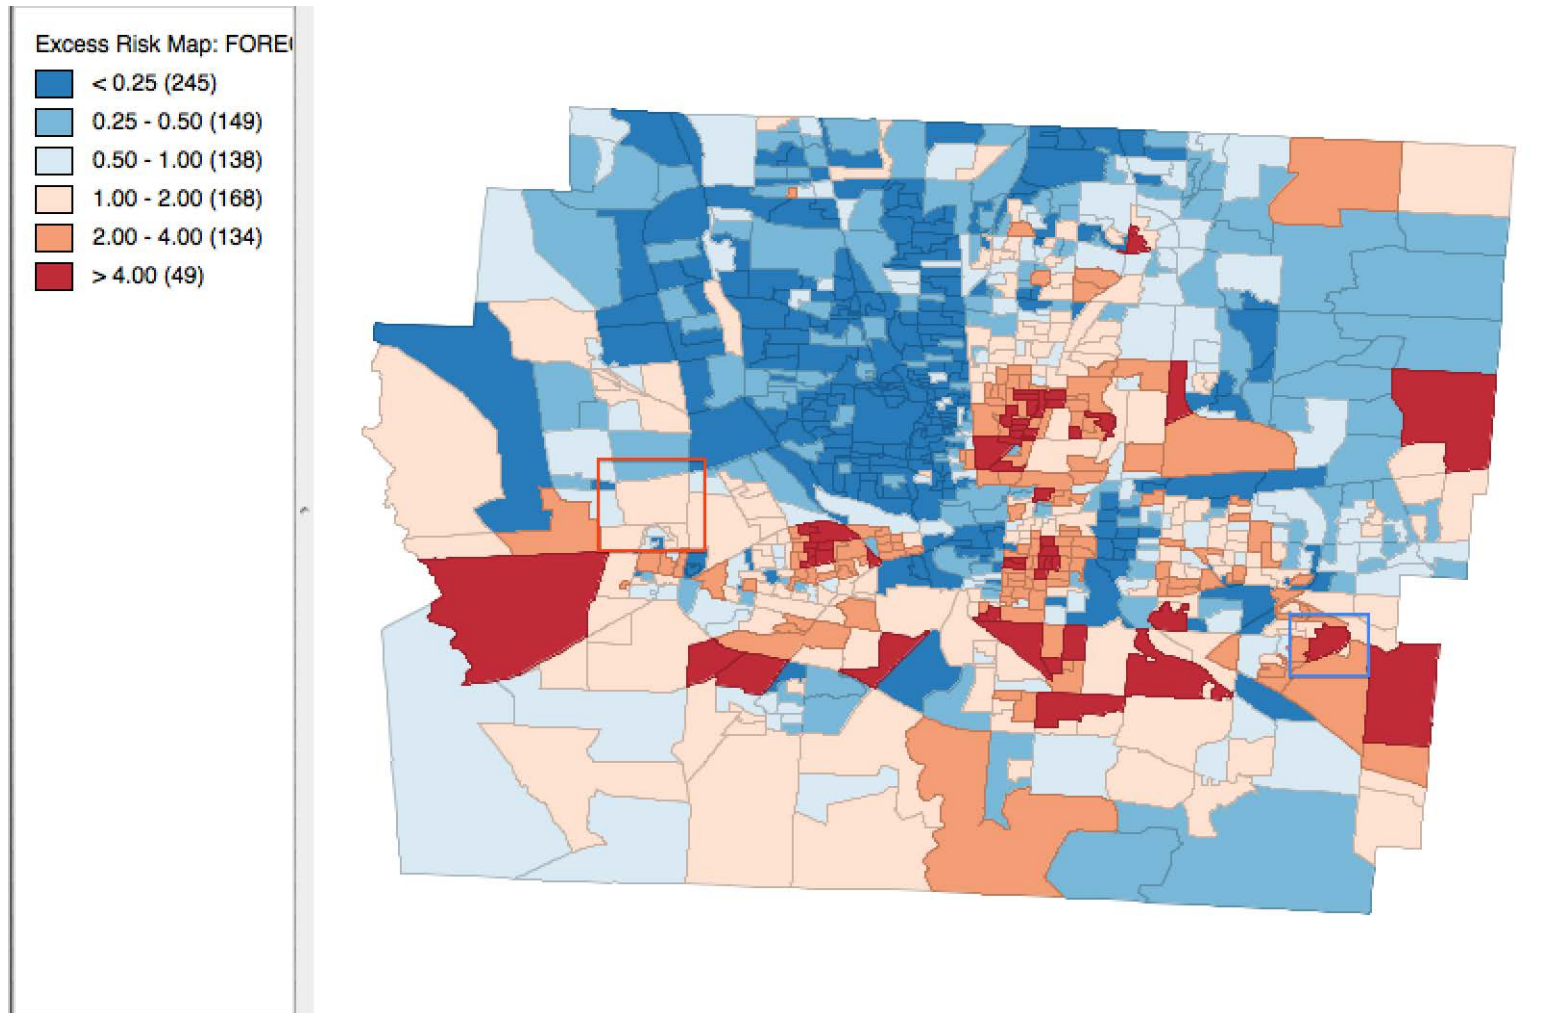 Excess Risk Map: FORE
< 0.25 (245)
0.25 - 0.50 (149)
0.50 - 1.00 (138)
1.00 - 2.00 (168)
2.00 - 4.00 (134)
> 4.00 (49)